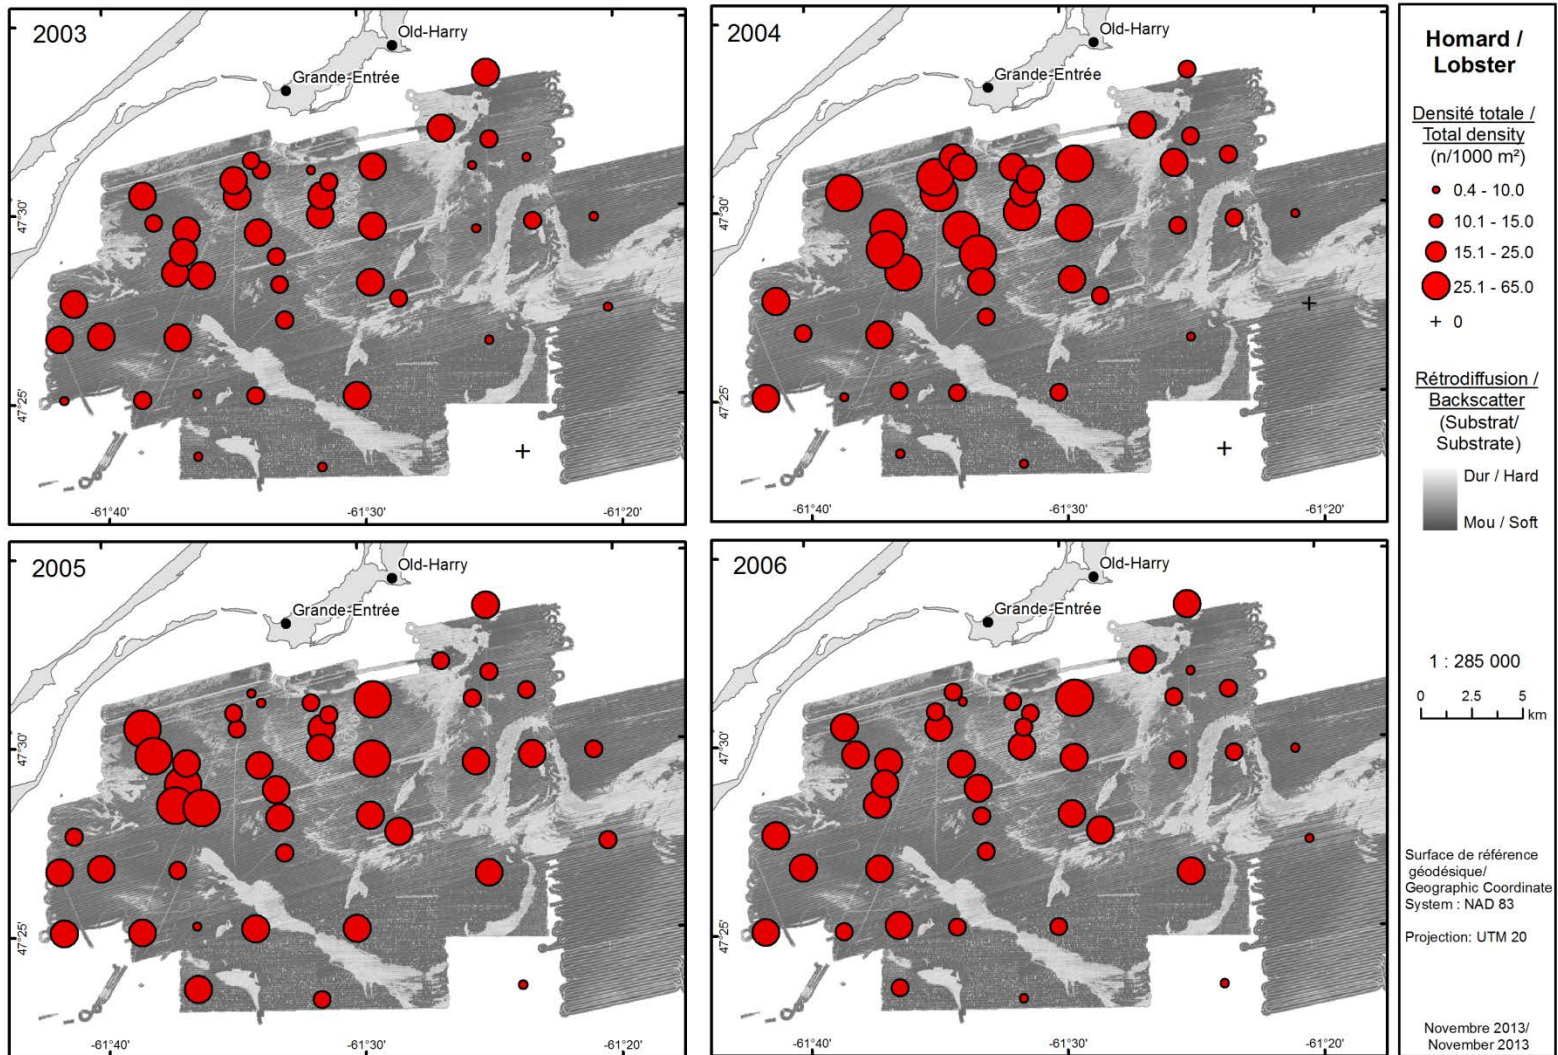 2003
Old-Harry
Grande-Entrée
47°30'
47°25'
-61°40'
-61°30'
-61°20'
2004
Old-Harry
Grande-Entrée
47°30'
47°25'
-61°40'
-61°30'
-61°20'
2005
Old-Harry
Grande-Entrée
47°30'
47°25'
-61°40'
-61°30'
-61°20'
2006
Old-Harry
Grande-Entrée
47°30'
47°25'
-61°40'
-61°30'
-61°20'
Homard /
Lobster
Densité totale /
Total density
(n/1000 m²)
0.4 - 10.0
10.1 - 15.0
15.1 - 25.0
25.1 - 65.0
+ 0
Rétrodiffusion /
Backscatter
(Substrat/
Substrate)
Dur / Hard
Mou / Soft
1 : 285 000
0 2.5 5
km
Surface de référence
géodésique/
Geographic Coordinate
System : NAD 83
Projection: UTM 20
Novembre 2013/
November 2013